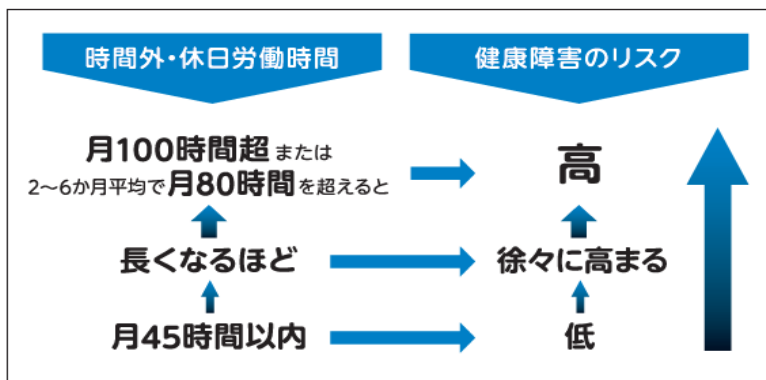 時間外・休日労働時間
健康障害のリスク
月100時間超または
2〜6か月平均で月80時間を超えると
高
長くなるほど
徐々に高まる
月45時間以内
低